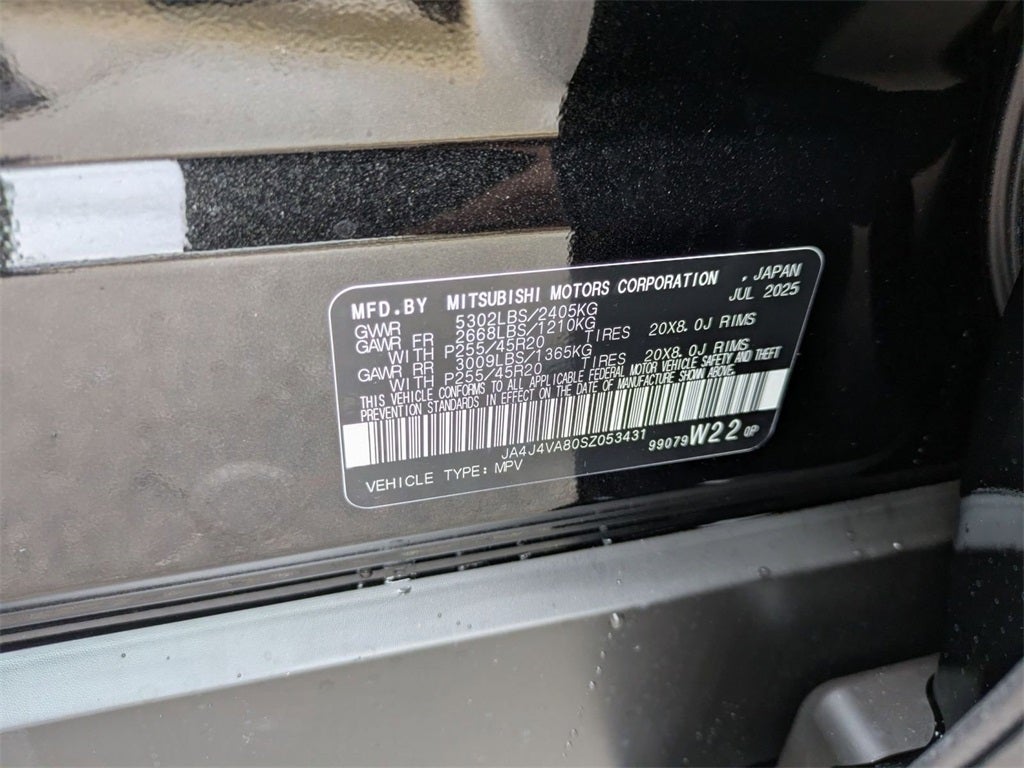 MFD.BY MITSUBISHI MOTORS CORPORATION , JAPAN
JUL 2025
GVWR 5302LBS/2405KG
GAWR FR 2668LBS/1210KG
WITH P255/45R20 TIRES 20X8.0J RIMS
GAWR RR 3009LBS/1365KG
WITH P255/45R20 TIRES 20X8.0J RIMS
THIS VEHICLE CONFORMS TO ALL APPLICABLE FEDERAL MOTOR VEHICLE SAFETY AND THEFT
PREVENTION STANDARDS IN EFFECT ON THE DATE OF MANUFACTURE SHOWN ABOVE.
JA4J4VA80SZ053431
99079 W22 QP
VEHICLE TYPE: MPV